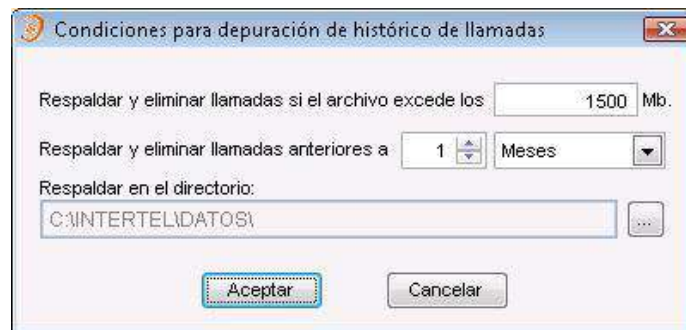 Condiciones para depuración de histórico de llamadas
Respaldar y eliminar llamadas si el archivo excede los 1500 Mb.
Respaldar y eliminar llamadas anteriores a 1 Meses
Respaldar en el directorio:
C:\INTERTEL\DATOS\
...
Aceptar Cancelar